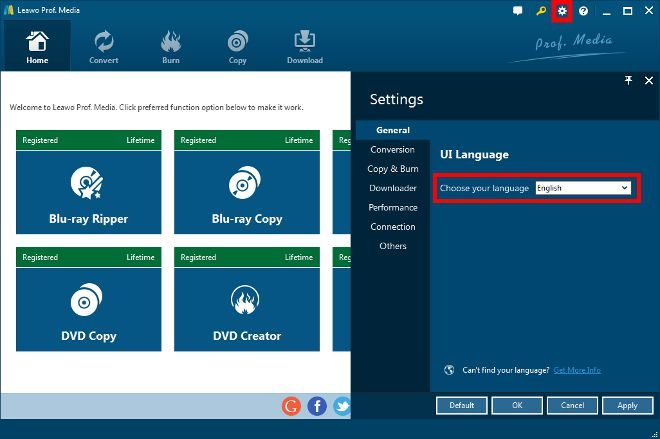 Leawo Prof. Media
Home
Convert
Burn
Copy
Download
Prof. Media
Welcome to Leawo Prof. Media. Click preferred function option below to make it work.
Registered Lifetime
Blu-ray Ripper
Registered Lifetime
Blu-ray Copy
Registered Lifetime
DVD Copy
Registered Lifetime
DVD Creator
Settings
General
Conversion
Copy & Burn
Downloader
Performance
Connection
Others
UI Language
Choose your language English
Can't find your language? Get More Info
Default
OK
Cancel
Apply